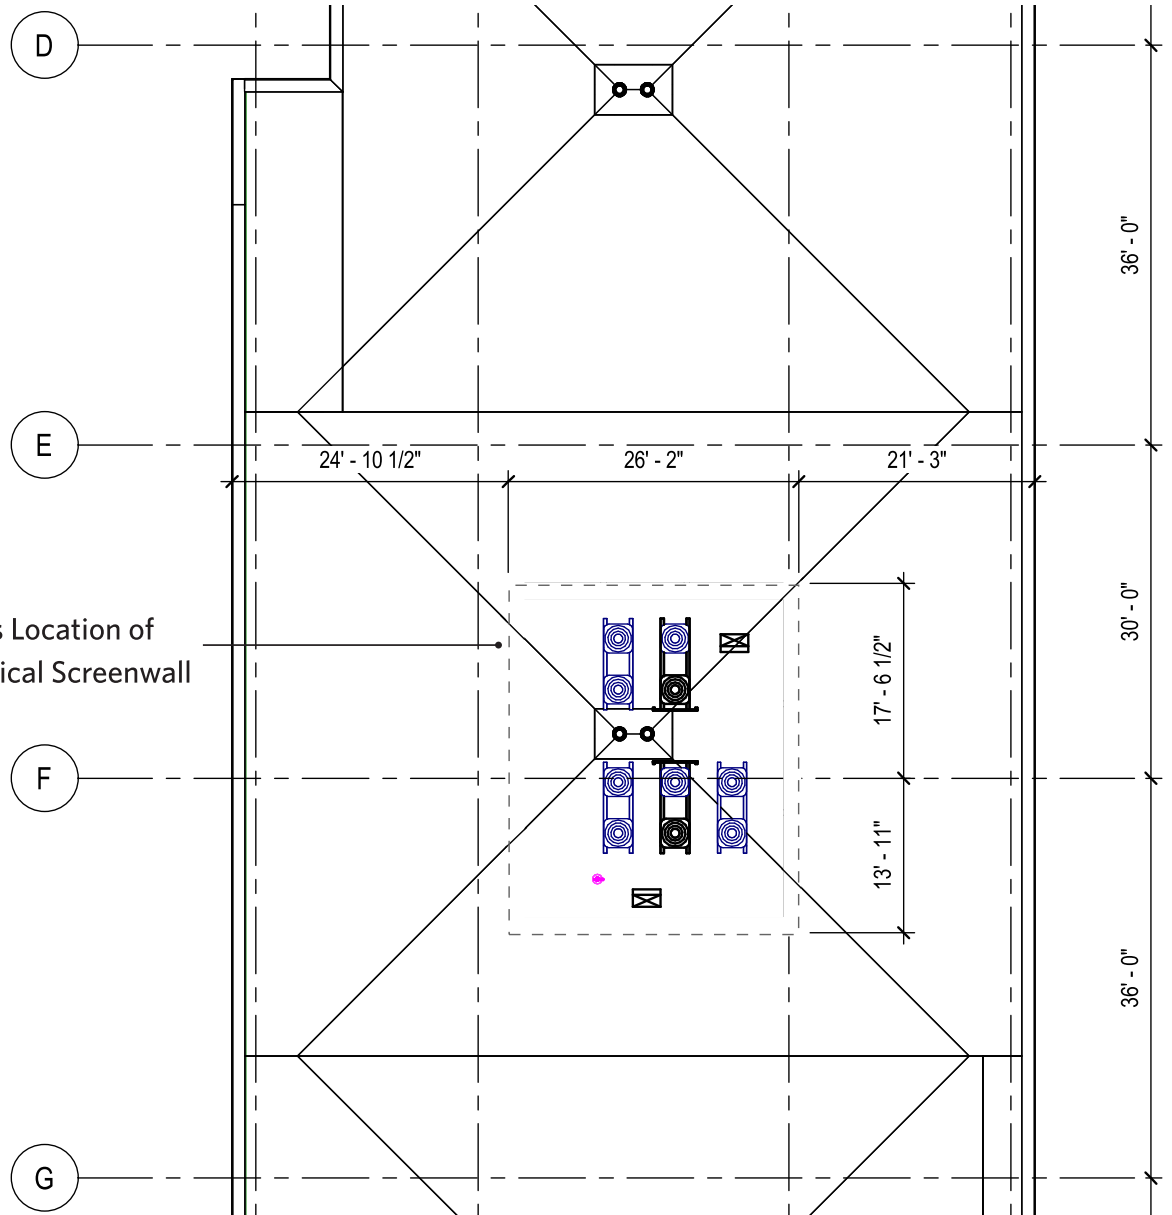 D
36' - 0"
E
24' - 10 1/2"
26' - 2"
21' - 3"
30' - 0"
Location of
17' - 6 1/2"
Screenwall
F
13' - 11"
36' - 0"
G